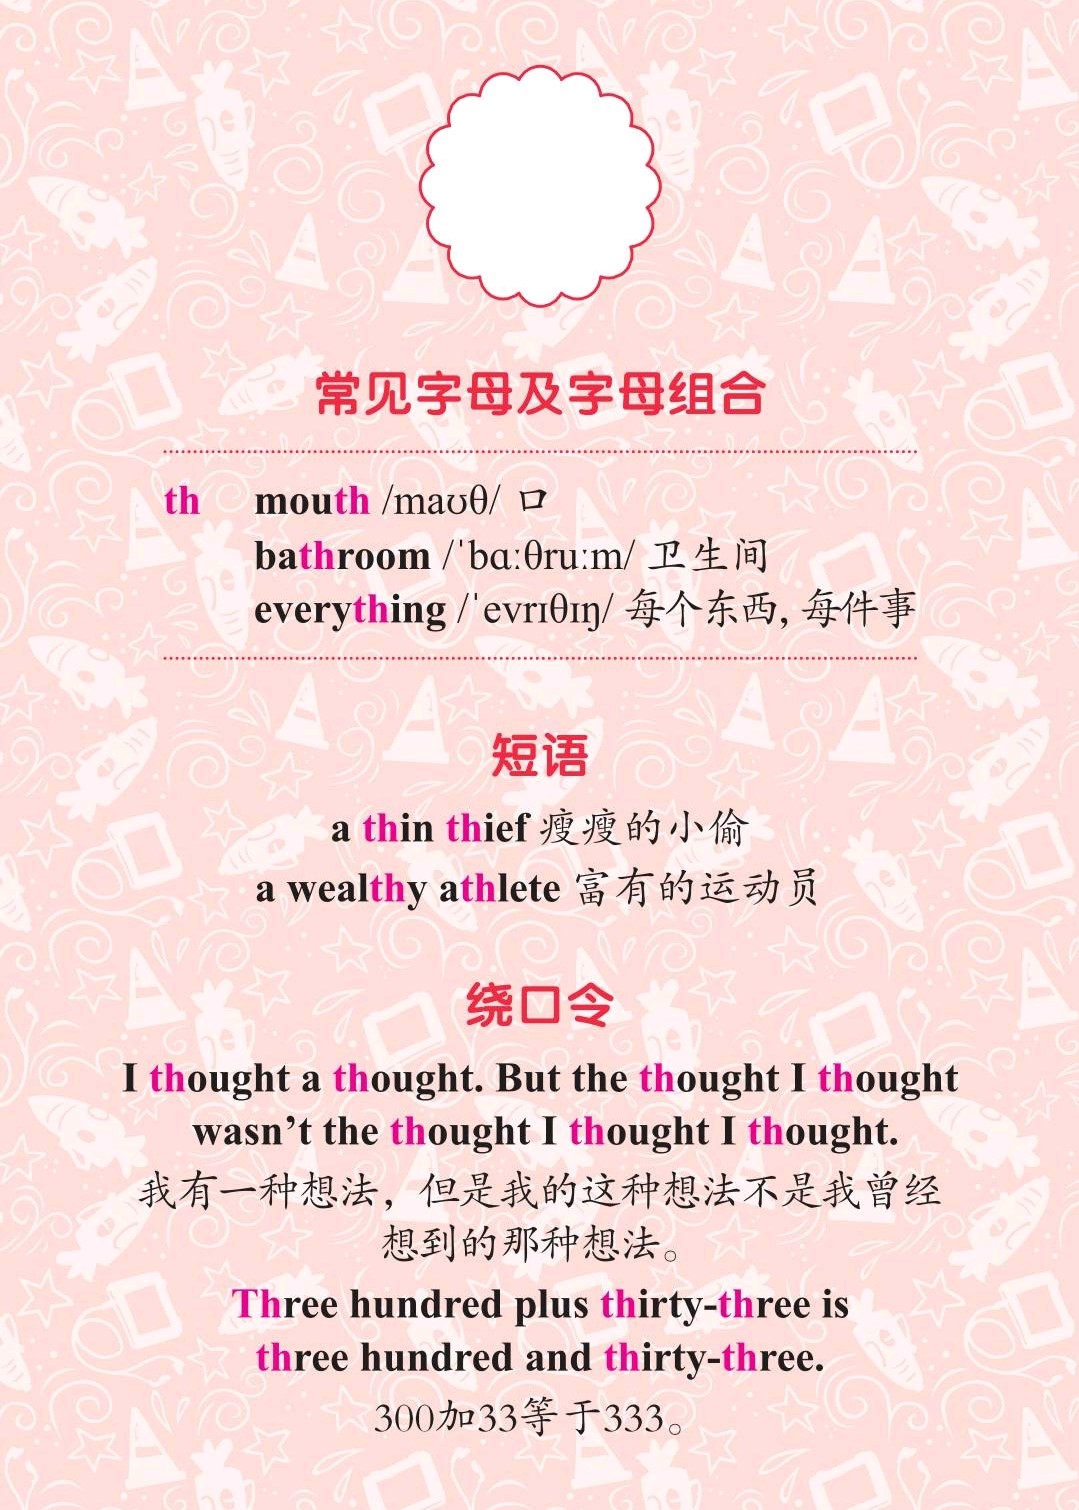 常见字母及字母组合
th mouth /maʊθ/ 口
bathroom /ˈbɑːθruːm/ 卫生间
everything /ˈevrɪθɪŋ/ 每个东西, 每件事
短语
a thin thief 瘦瘦的小偷
a wealthy athlete 富有的运动员
绕口令
I thought a thought. But the thought I thought
wasn’t the thought I thought I thought.
我有一种想法，但是我的这种想法不是我曾经
想到的那种想法。
Three hundred plus thirty-three is
three hundred and thirty-three.
300加33等于333。